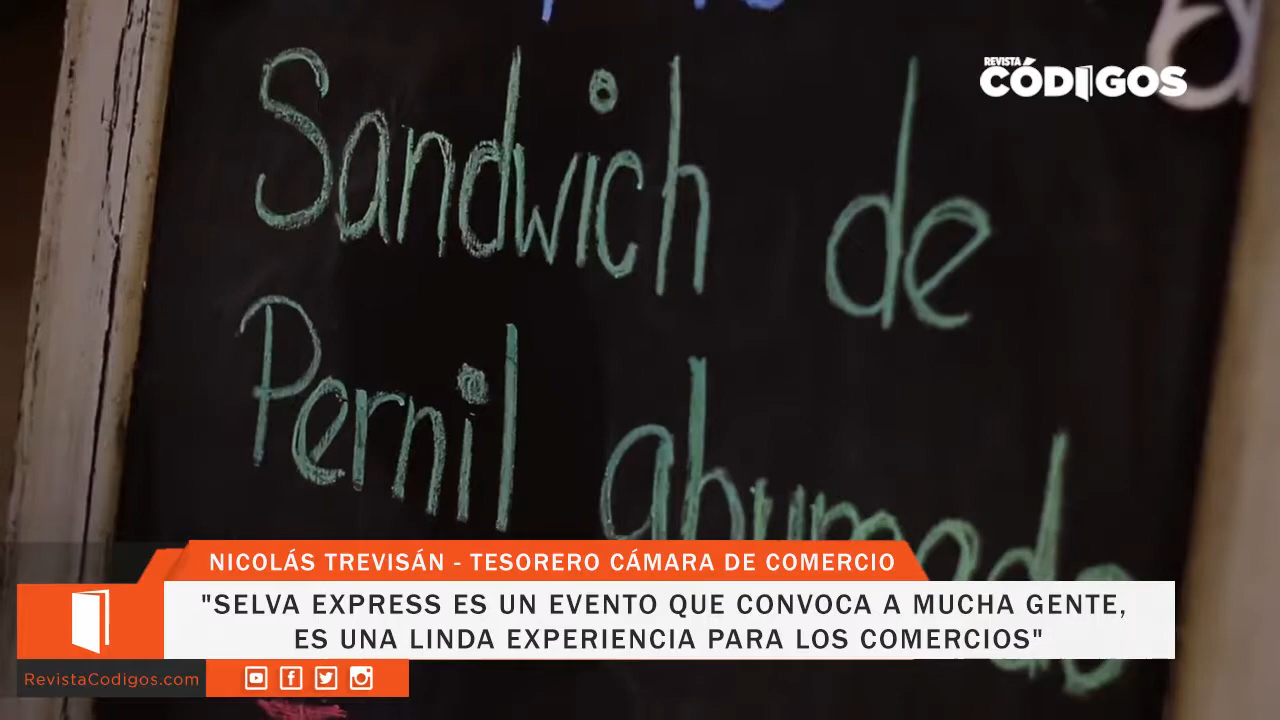 REVISTA
CÓDIGOS
Sandwich de
Pernil ahumado
NICOLÁS TREVISÁN - TESORERO CÁMARA DE COMERCIO
"SELVA EXPRESS ES UN EVENTO QUE CONVOCA A MUCHA GENTE,
ES UNA LINDA EXPERIENCIA PARA LOS COMERCIOS"
RevistaCodigos.com